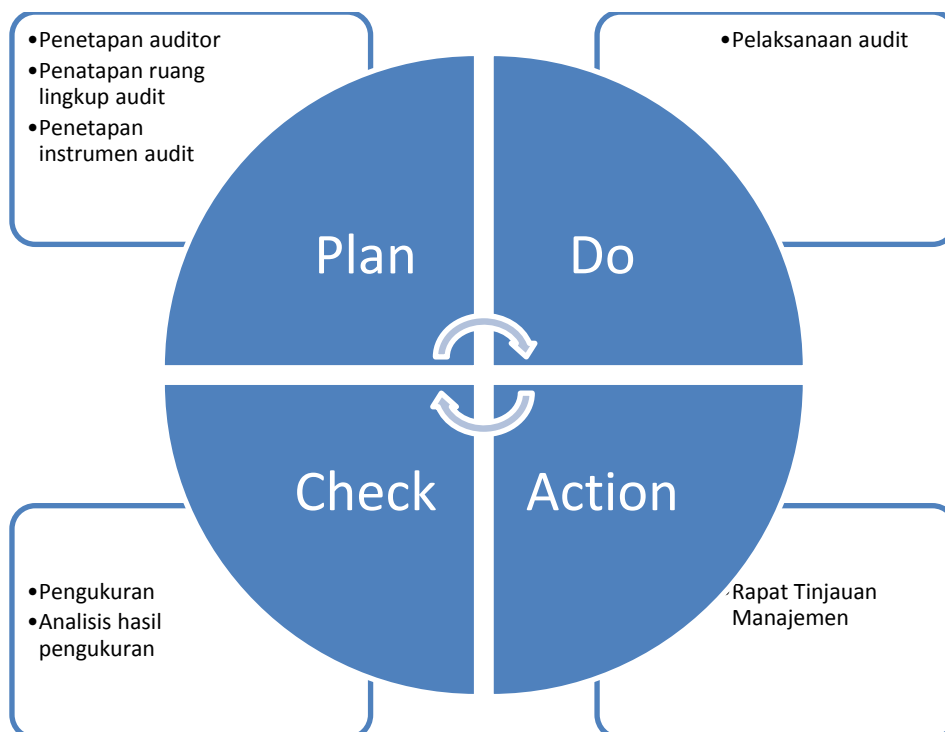 •Penetapan auditor
•Penatapan ruang
lingkup audit
•Penetapan
instrumen audit
•Pelaksanaan audit
Plan
Do
Check
Action
•Pengukuran
•Analisis hasil
pengukuran
•Rapat Tinjauan
Manajemen